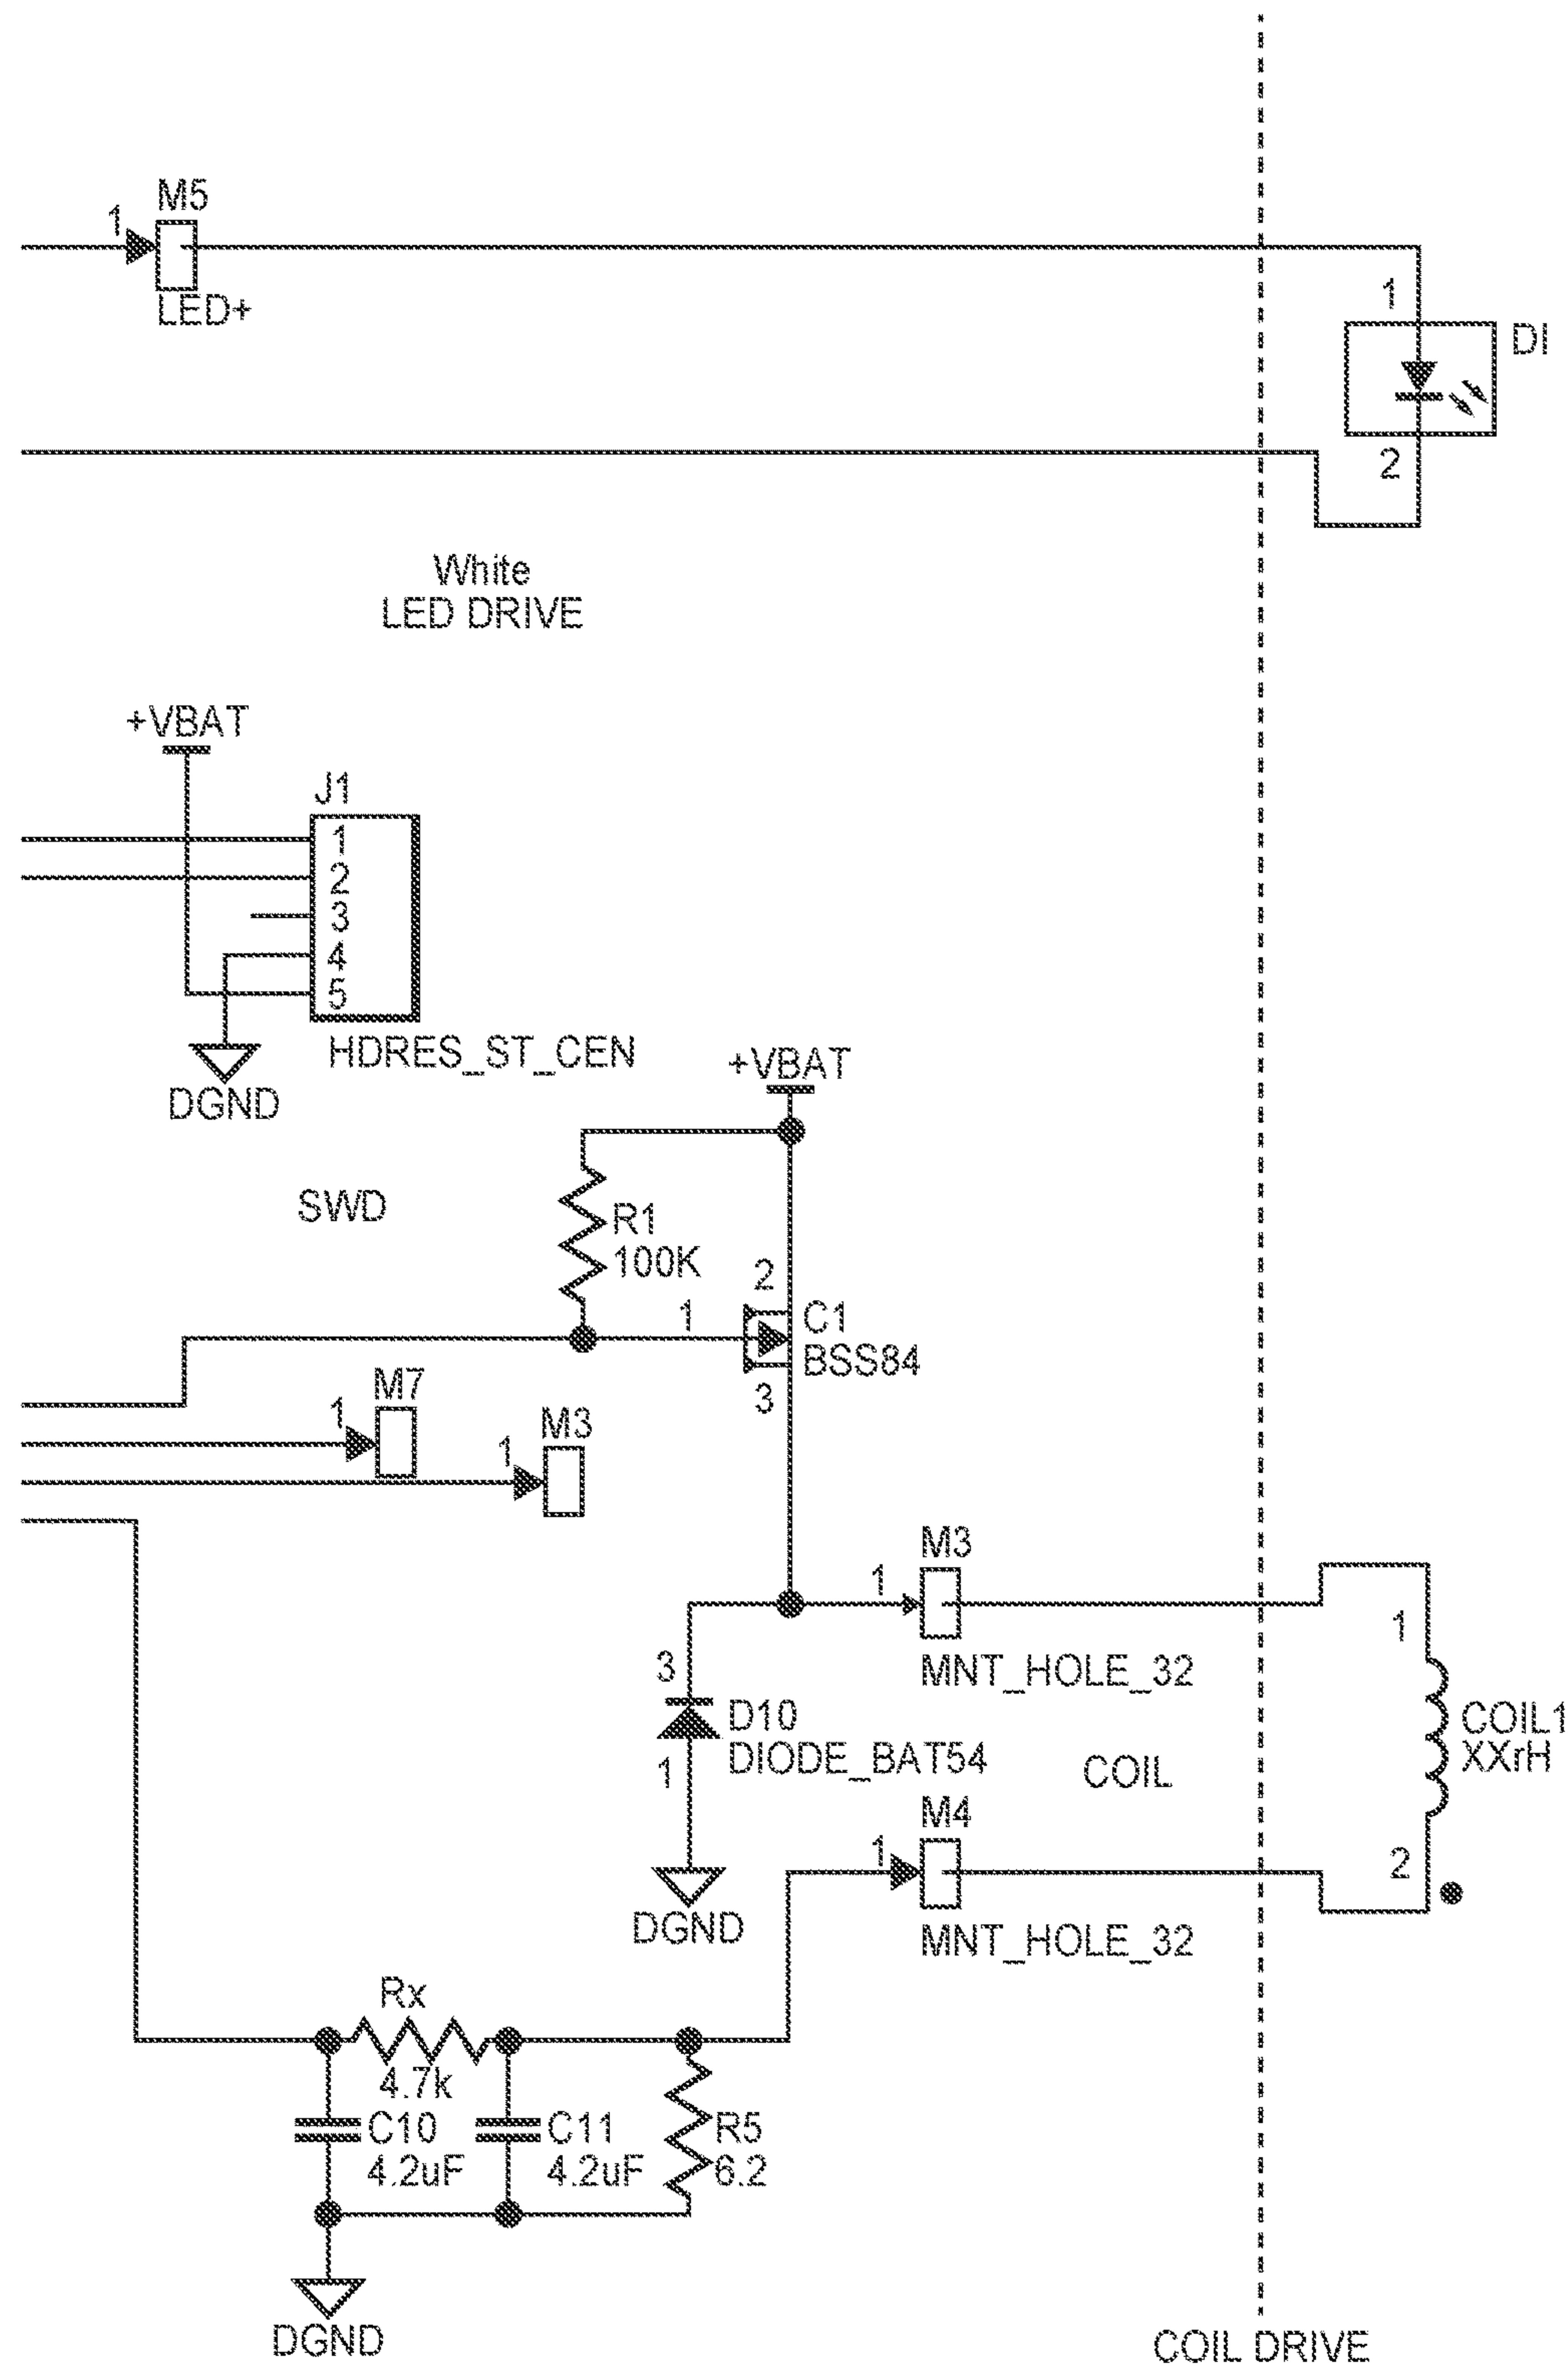 M5
1
LED+
1
DI
2
White
LED DRIVE
+VBAT
J1
1
2
3
4
5
HDRES_ST_CEN
DGND
+VBAT
SWD
R1
100K
2
1
C1
BSS84
3
M7
1
M3
1
M3
1
MNT_HOLE_32
1
COIL1
XXrH
2
3
D10
DIODE_BAT54
1
COIL
M4
1
MNT_HOLE_32
DGND
Rx
4.7k
C10
4.2uF
C11
4.2uF
R5
6.2
DGND
COIL DRIVE